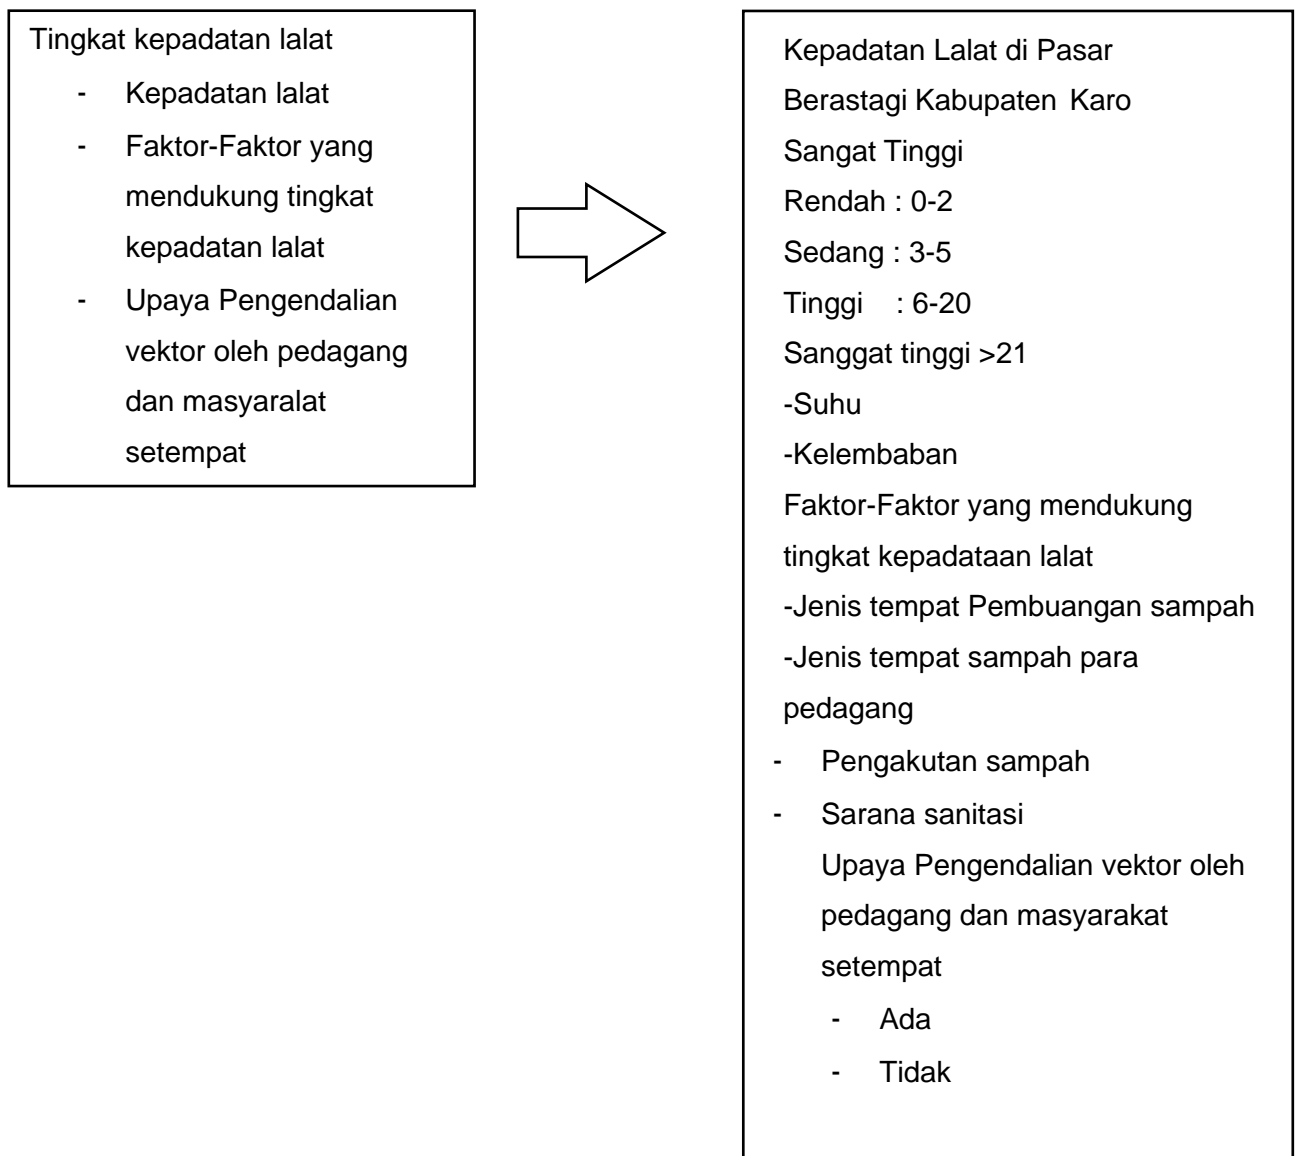 Tingkat kepadatan lalat
- Kepadatan lalat
- Faktor-Faktor yang
mendukung tingkat
kepadatan lalat
- Upaya Pengendalian
vektor oleh pedagang
dan masyaralat
setempat
Kepadatan Lalat di Pasar
Berastagi Kabupaten Karo
Sangat Tinggi
Rendah : 0-2
Sedang : 3-5
Tinggi : 6-20
Sanggat tinggi >21
-Suhu
-Kelembaban
Faktor-Faktor yang mendukung
tingkat kepadataan lalat
-Jenis tempat Pembuangan sampah
-Jenis tempat sampah para
pedagang
- Pengakutan sampah
- Sarana sanitasi
Upaya Pengendalian vektor oleh
pedagang dan masyarakat
setempat
- Ada
- Tidak